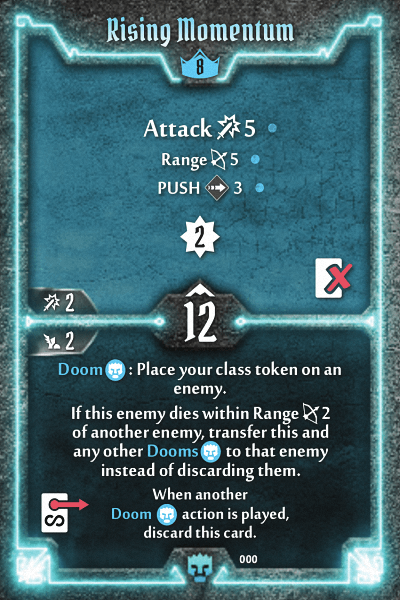 Rising Momentum
8
Attack 5
Range 5
PUSH 3
2
2
12
2
Doom : Place your class token on an
enemy.
If this enemy dies within Range 2
of another enemy, transfer this and
any other Dooms to that enemy
instead of discarding them.
When another
Doom action is played,
discard this card.
S
000